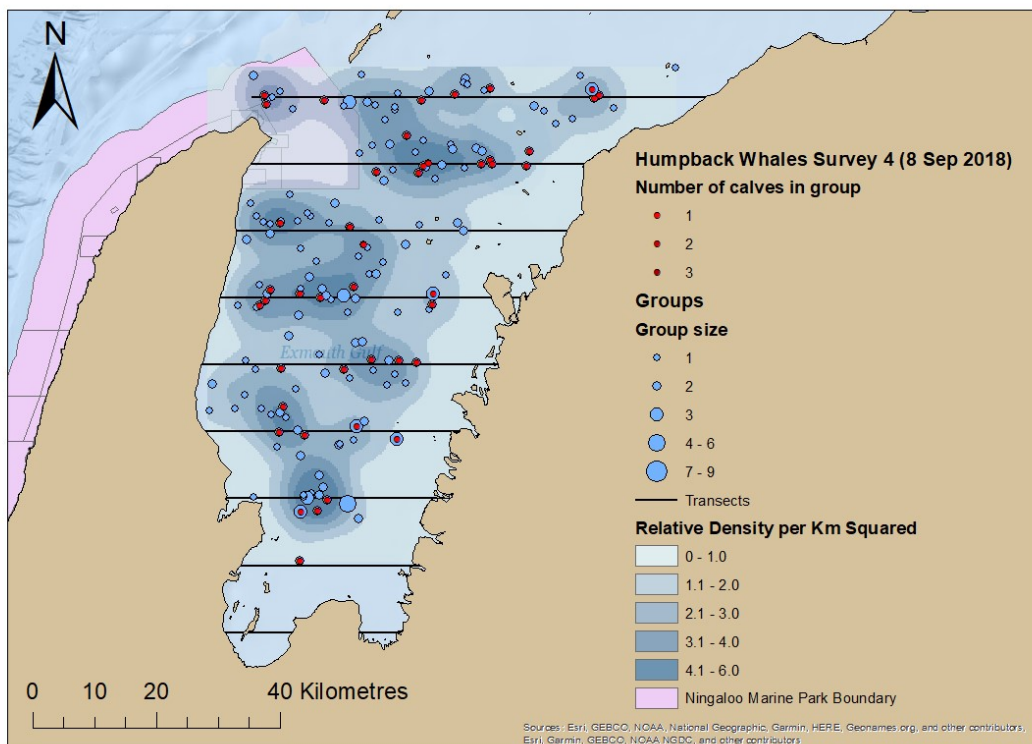 N
Humpback Whales Survey 4 (8 Sep 2018)
Number of calves in group
1
2
3
Groups
Group size
1
2
3
4 - 6
7 - 9
Transects
Relative Density per Km Squared
0 - 1.0
1.1 - 2.0
2.1 - 3.0
3.1 - 4.0
4.1 - 6.0
Ningaloo Marine Park Boundary
Exmouth Gulf
0 10 20 40 Kilometres
Sources: Esri, GEBCO, NOAA, National Geographic, Garmin, HERE, Geonames.org, and other contributors,
Esri, Garmin, GEBCO, NOAA NGDC, and other contributors